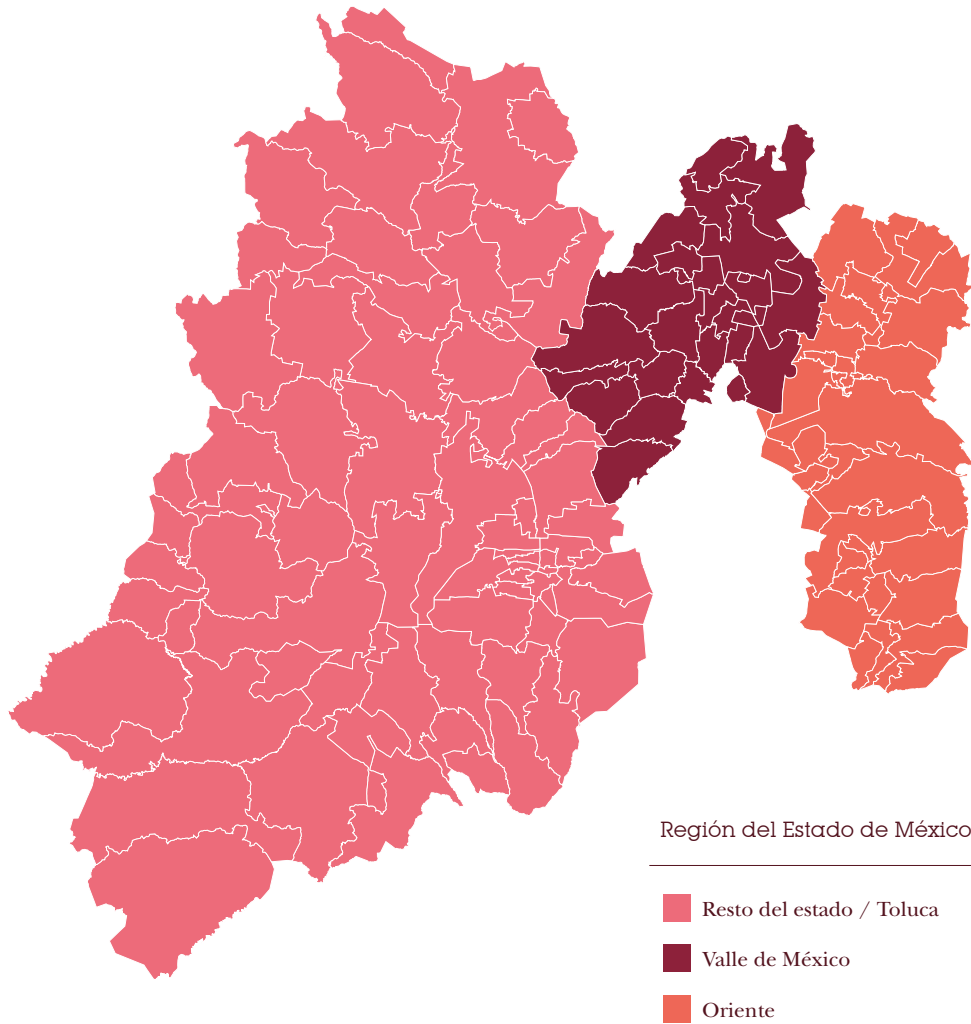 Región del Estado de México
Resto del estado / Toluca
Valle de México
Oriente